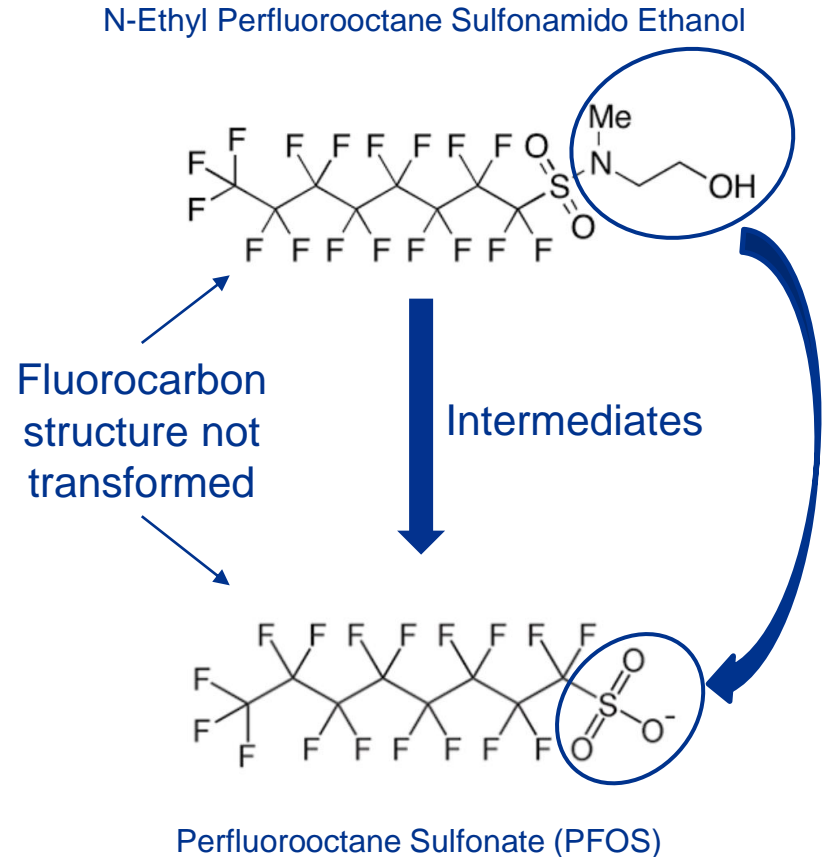 N-Ethyl Perfluorooctane Sulfonamido Ethanol
Me
F F F F F F F O
F N
S OH
F
O
F F F F F F F F
Fluorocarbon
structure not
transformed
Intermediates
F F F F F F F F
O
F
S
F O-
F F F F F F F O
Perfluorooctane Sulfonate (PFOS)